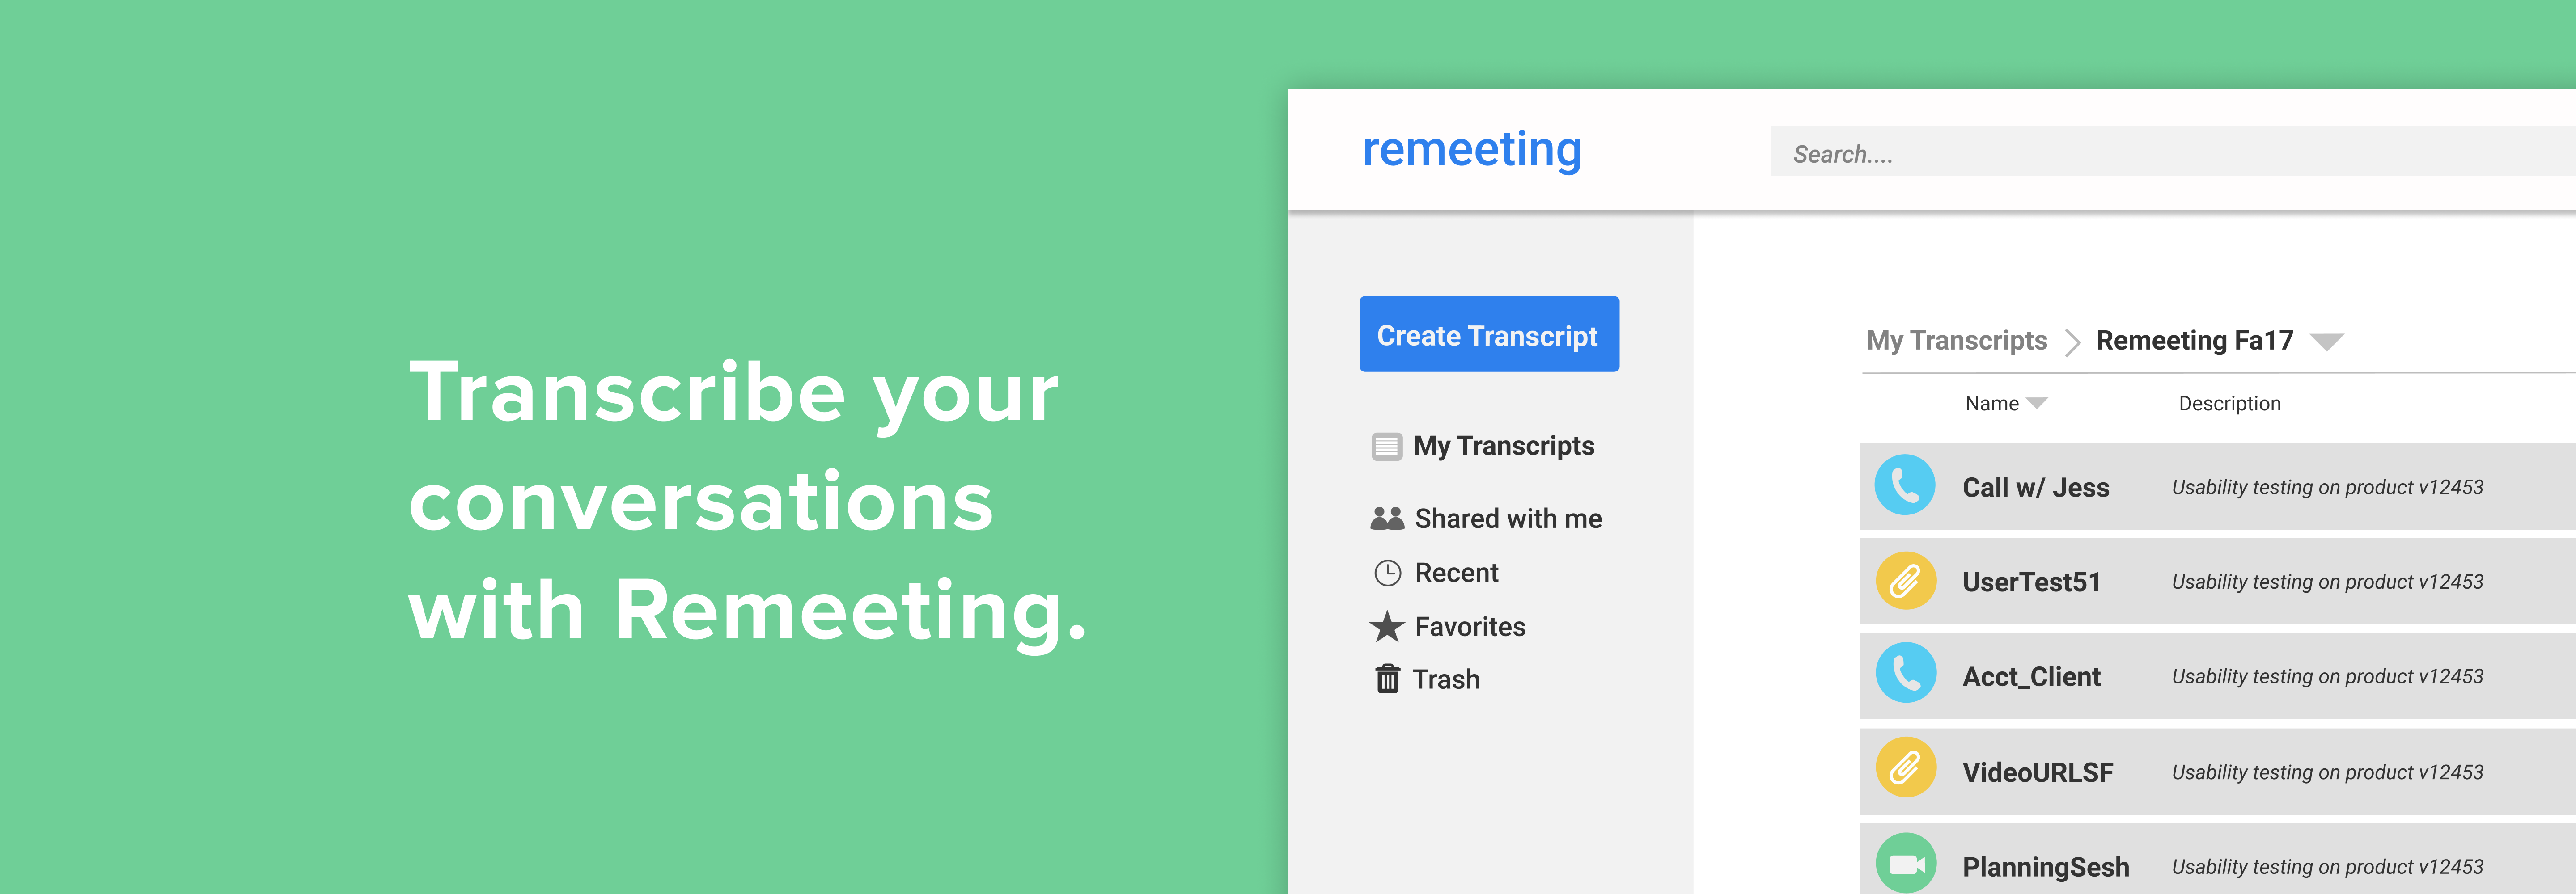 Transcribe your
conversations
with Remeeting.
remeeting
Search....
Create Transcript
My Transcripts
Shared with me
Recent
Favorites
Trash
My Transcripts Remeeting Fa17
Name Description
Call w/ Jess Usability testing on product v12453
UserTest51 Usability testing on product v12453
Acct_Client Usability testing on product v12453
VideoURLSF Usability testing on product v12453
PlanningSesh Usability testing on product v12453